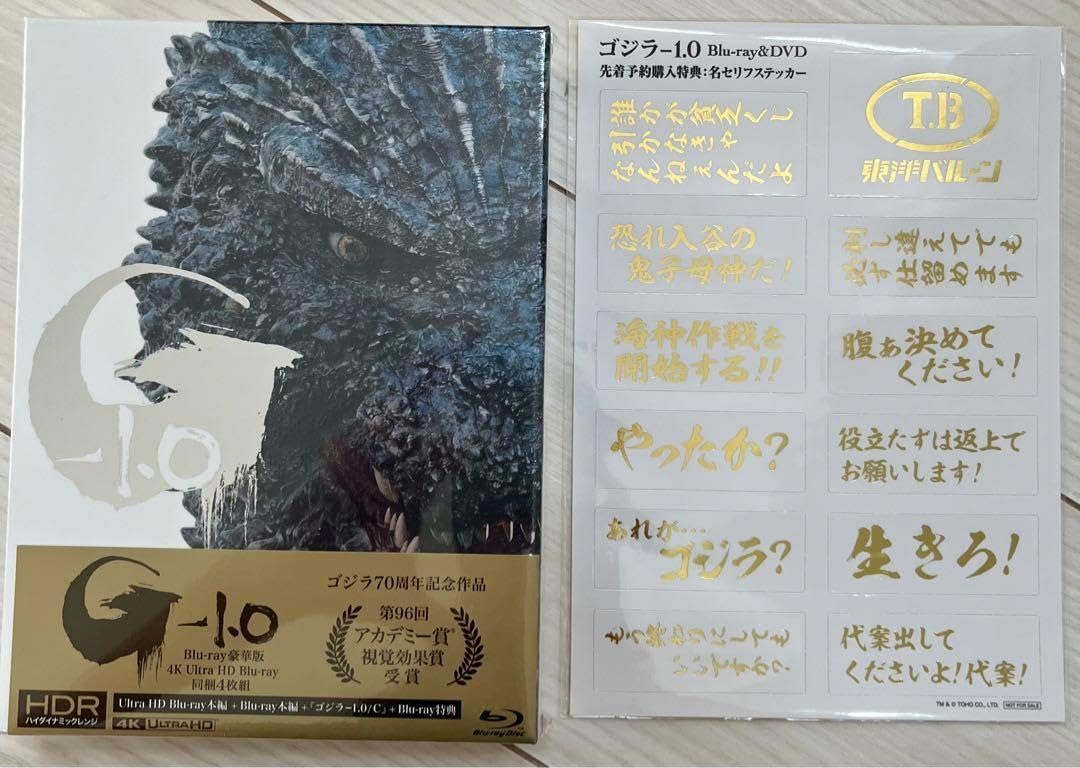 -1.0
-1.0
Blu-ray豪華版
4K Ultra HD Blu-ray
同梱4枚組
ゴジラ70周年記念作品
第96回
アカデミー賞®
視覚効果賞
受賞
HDR
ハイダイナミックレンジ
Ultra HD Blu-ray本編 + Blu-ray本編 +『ゴジラ-1.0/C』+ Blu-ray特典
4K ULTRA HD
Blu-ray Disc
ゴジラ-1.0 Blu-ray&DVD
先着予約購入特典:名セリフステッカー
誰かが貧乏くじ
引かなきゃ
なんねぇんだよ
T.B
東洋バルーン
恐れ入谷の
鬼子母神だ!
刺し違えてでも
必ず仕留めます
海神作戦を
開始する!!
腹ぁ決めて
ください!
やったか?
役立たずは返上で
お願いします!
あれが…
ゴジラ?
生きろ!
もう終わりにしても
いいですか?
代案出して
くださいよ!代案!
TM & © TOHO CO., LTD. NOT FOR SALE